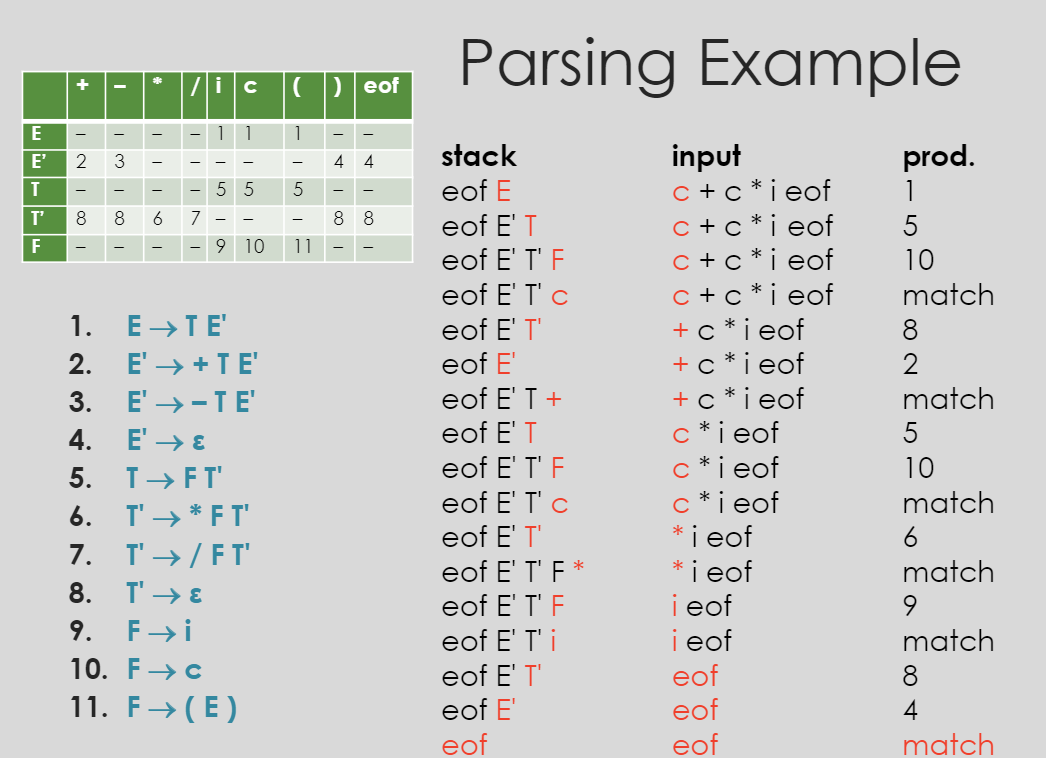 Parsing Example
+ – * / i c ( ) eof
E – – – – 1 1 1 – –
E' 2 3 – – – – – 4 4
T – – – – 5 5 5 – –
T' 8 8 6 7 – – – 8 8
F – – – – 9 10 11 – –
1. E → T E'
2. E' → + T E'
3. E' → – T E'
4. E' → ε
5. T → F T'
6. T' → * F T'
7. T' → / F T'
8. T' → ε
9. F → i
10. F → c
11. F → ( E )
stack input prod.
eof E c + c * i eof 1
eof E' T c + c * i eof 5
eof E' T' F c + c * i eof 10
eof E' T' c c + c * i eof match
eof E' T' + c * i eof 8
eof E' + c * i eof 2
eof E' T + + c * i eof match
eof E' T c * i eof 5
eof E' T' F c * i eof 10
eof E' T' c c * i eof match
eof E' T' * i eof 6
eof E' T' F * * i eof match
eof E' T' F i eof 9
eof E' T' i i eof match
eof E' T' eof 8
eof E' eof 4
eof eof match